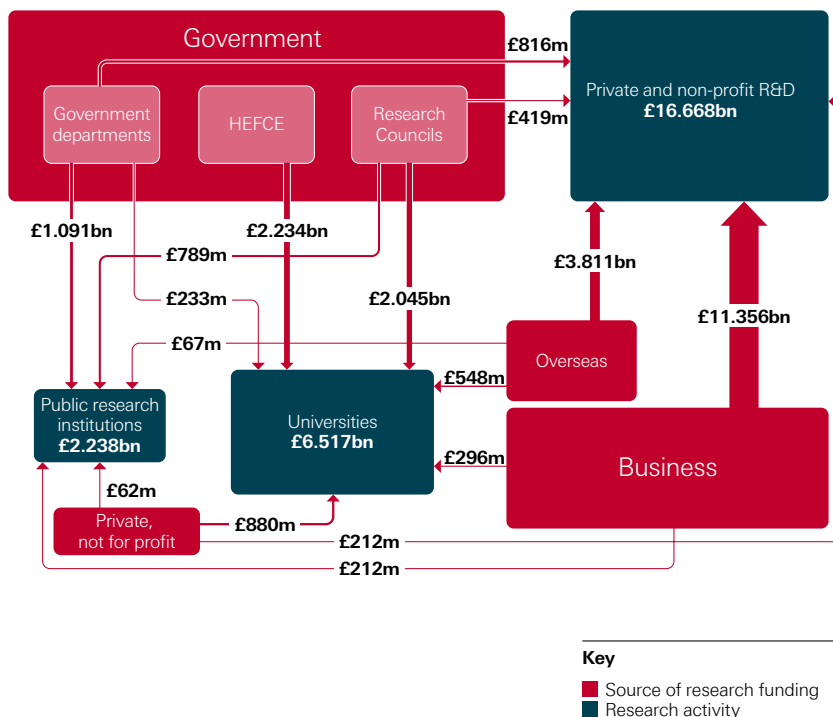 Government
£816m
Private and non-profit R&D
£16.668bn
Government
departments
HEFCE
Research
Councils
£419m
£1.091bn
£2.234bn
£789m
£3.811bn
£233m
£2.045bn
£11.356bn
£67m
Overseas
£548m
Public research
institutions
£2.238bn
Universities
£6.517bn
£296m
Business
£62m
Private,
not for profit
£880m
£212m
£212m
Key
Source of research funding
Research activity